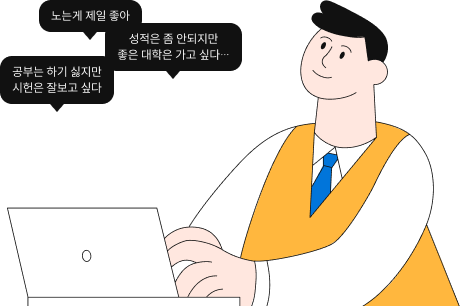 노는게 제일 좋아
성적은 좀 안되지만
좋은 대학은 가고 싶다…
공부는 하기 싫지만
시헌은 잘보고 싶다